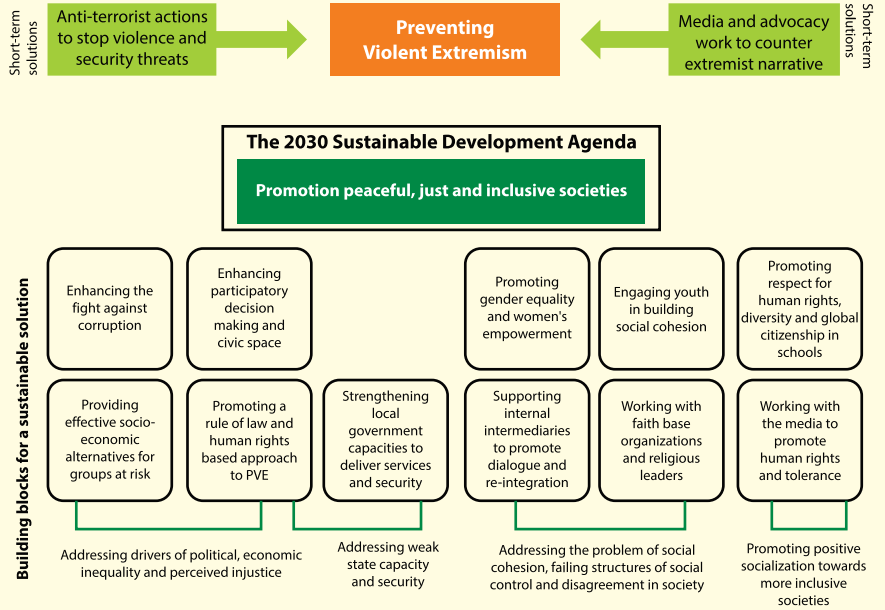 Short-term
solutions
Anti-terrorist actions
to stop violence and
security threats
Preventing
Violent Extremism
Media and advocacy
work to counter
extremist narrative
Short-term
solutions
The 2030 Sustainable Development Agenda
Promotion peaceful, just and inclusive societies
Building blocks for a sustainable solution
Enhancing the
fight against
corruption
Enhancing
participatory
decision
making and
civic space
Promoting
gender equality
and women's
empowerment
Engaging youth
in building
social cohesion
Promoting
respect for
human rights,
diversity and global
citizenship in
schools
Providing
effective socio-
economic
alternatives for
groups at risk
Promoting a
rule of law and
human rights
based approach
to PVE
Strengthening
local
government
capacities to
deliver services
and security
Supporting
internal
intermediaries
to promote
dialogue and
re-integration
Working with
faith base
organizations
and religious
leaders
Working with
the media to
promote
human rights
and tolerance
Addressing drivers of political, economic
inequality and perceived injustice
Addressing weak
state capacity
and security
Addressing the problem of social
cohesion, failing structures of social
control and disagreement in society
Promoting positive
socialization towards
more inclusive
societies